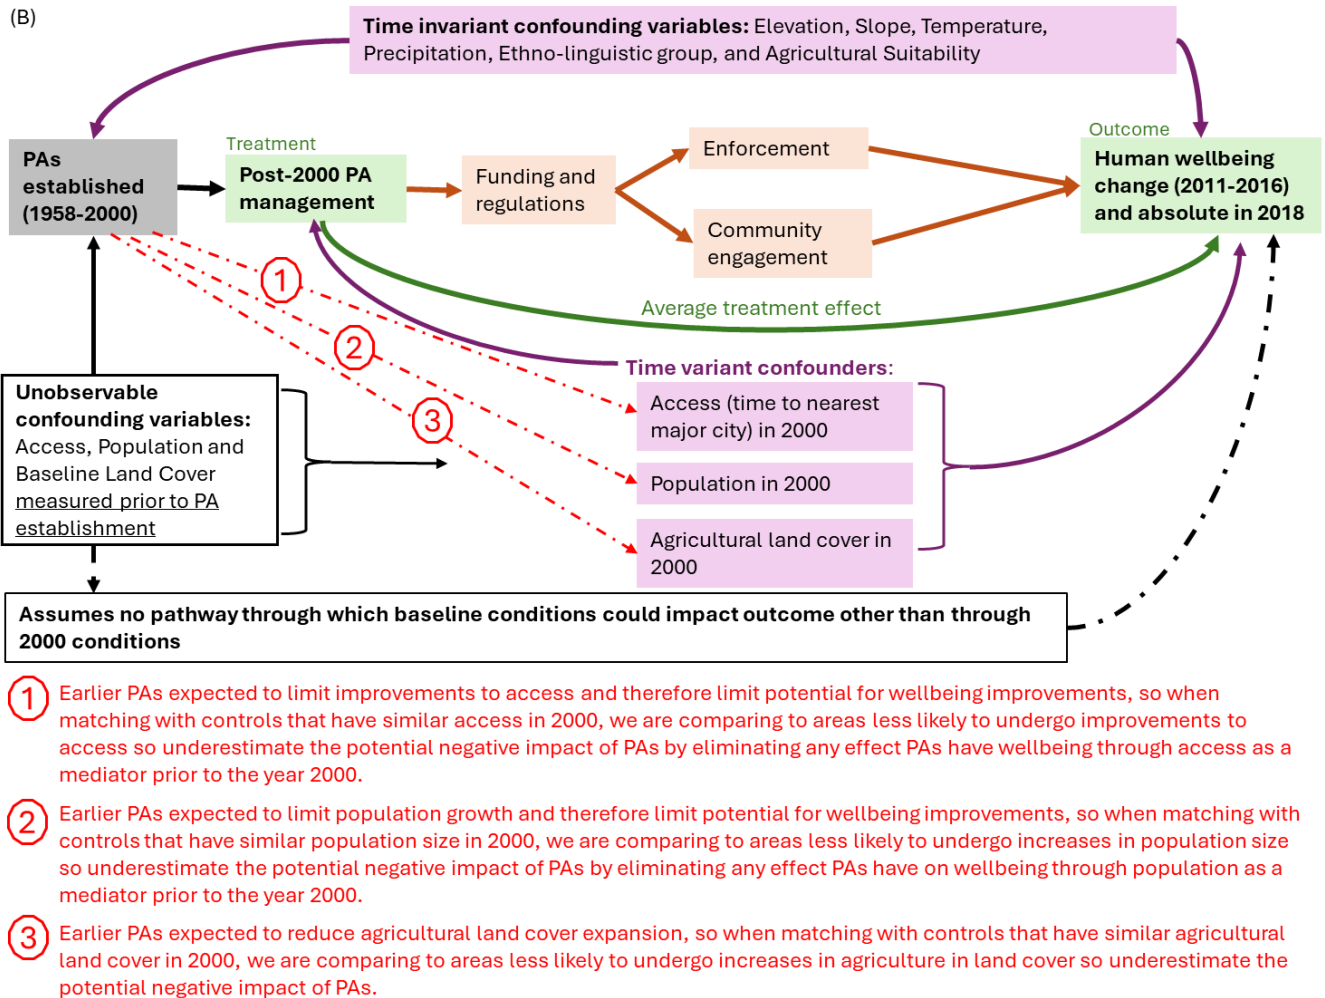 (B)
Time invariant confounding variables: Elevation, Slope, Temperature,
Precipitation, Ethno-linguistic group, and Agricultural Suitability
PAs
established
(1958-2000)
Treatment
Post-2000 PA
management
Funding and
regulations
Enforcement
Community
engagement
Outcome
Human wellbeing
change (2011-2016)
and absolute in 2018
1
2
3
Average treatment effect
Time variant confounders:
Access (time to nearest
major city) in 2000
Population in 2000
Agricultural land cover in
2000
Unobservable
confounding variables:
Access, Population and
Baseline Land Cover
measured prior to PA
establishment
Assumes no pathway through which baseline conditions could impact outcome other than through
2000 conditions
1
Earlier PAs expected to limit improvements to access and therefore limit potential for wellbeing improvements, so when
matching with controls that have similar access in 2000, we are comparing to areas less likely to undergo improvements to
access so underestimate the potential negative impact of PAs by eliminating any effect PAs have wellbeing through access as a
mediator prior to the year 2000.
2
Earlier PAs expected to limit population growth and therefore limit potential for wellbeing improvements, so when matching with
controls that have similar population size in 2000, we are comparing to areas less likely to undergo increases in population size
so underestimate the potential negative impact of PAs by eliminating any effect PAs have on wellbeing through population as a
mediator prior to the year 2000.
3
Earlier PAs expected to reduce agricultural land cover expansion, so when matching with controls that have similar agricultural
land cover in 2000, we are comparing to areas less likely to undergo increases in agriculture in land cover so underestimate the
potential negative impact of PAs.